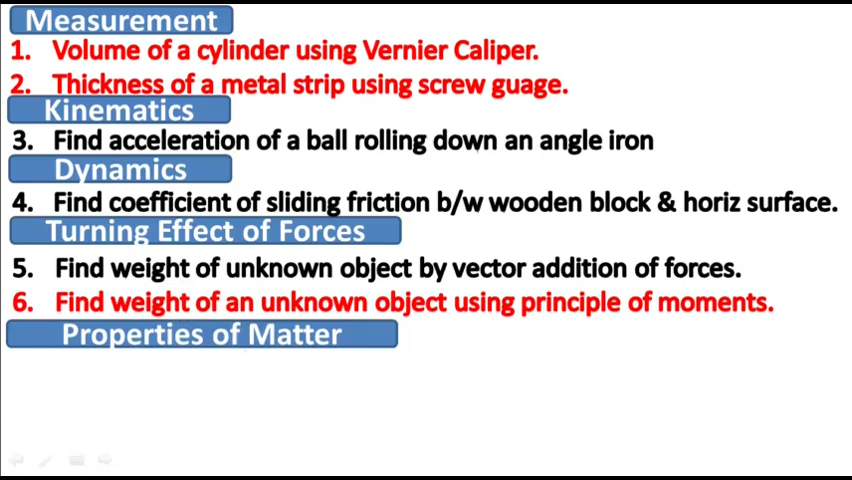 Measurement
1. Volume of a cylinder using Vernier Caliper.
2. Thickness of a metal strip using screw guage.
Kinematics
3. Find acceleration of a ball rolling down an angle iron
Dynamics
4. Find coefficient of sliding friction b/w wooden block & horiz surface.
Turning Effect of Forces
5. Find weight of unknown object by vector addition of forces.
6. Find weight of an unknown object using principle of moments.
Properties of Matter